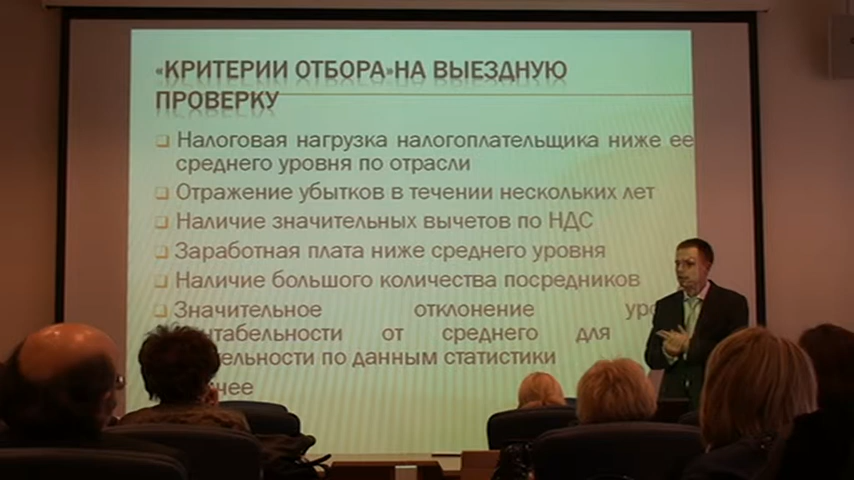 «КРИТЕРИИ ОТБОРА»НА ВЫЕЗДНУЮ
ПРОВЕРКУ
Налоговая нагрузка налогоплательщика ниже ее
среднего уровня по отрасли
Отражение убытков в течении нескольких лет
Наличие значительных вычетов по НДС
Заработная плата ниже среднего уровня
Наличие большого количества посредников
Значительное отклонение
от среднего для
по данным статистики